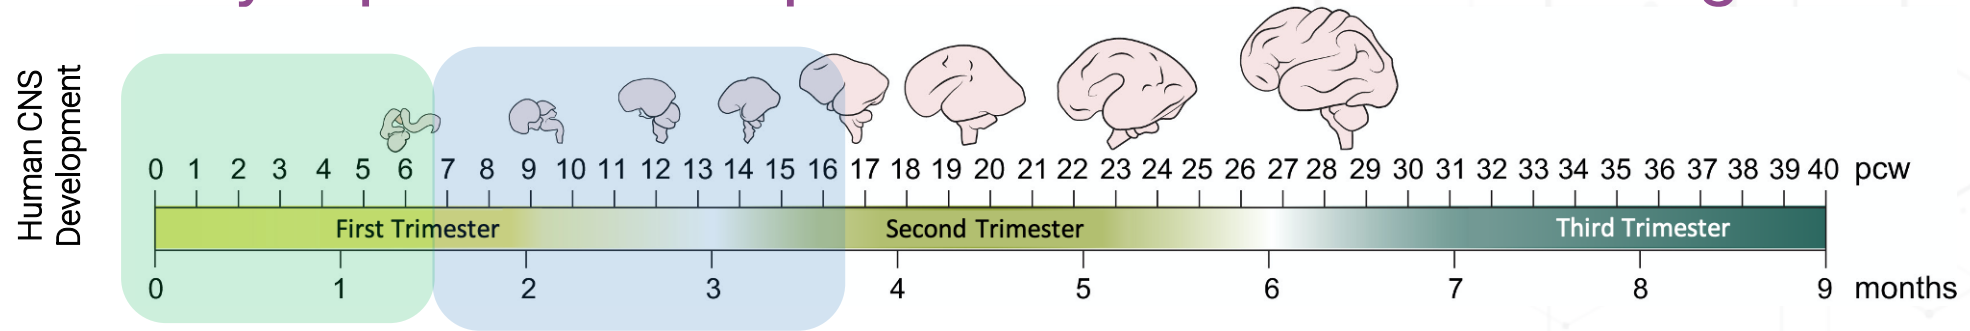 Human CNS
Development
0 1 2 3 4 5 6 7 8 9 10 11 12 13 14 15 16 17 18 19 20 21 22 23 24 25 26 27 28 29 30 31 32 33 34 35 36 37 38 39 40 pcw
First Trimester Second Trimester Third Trimester
0 1 2 3 4 5 6 7 8 9 months